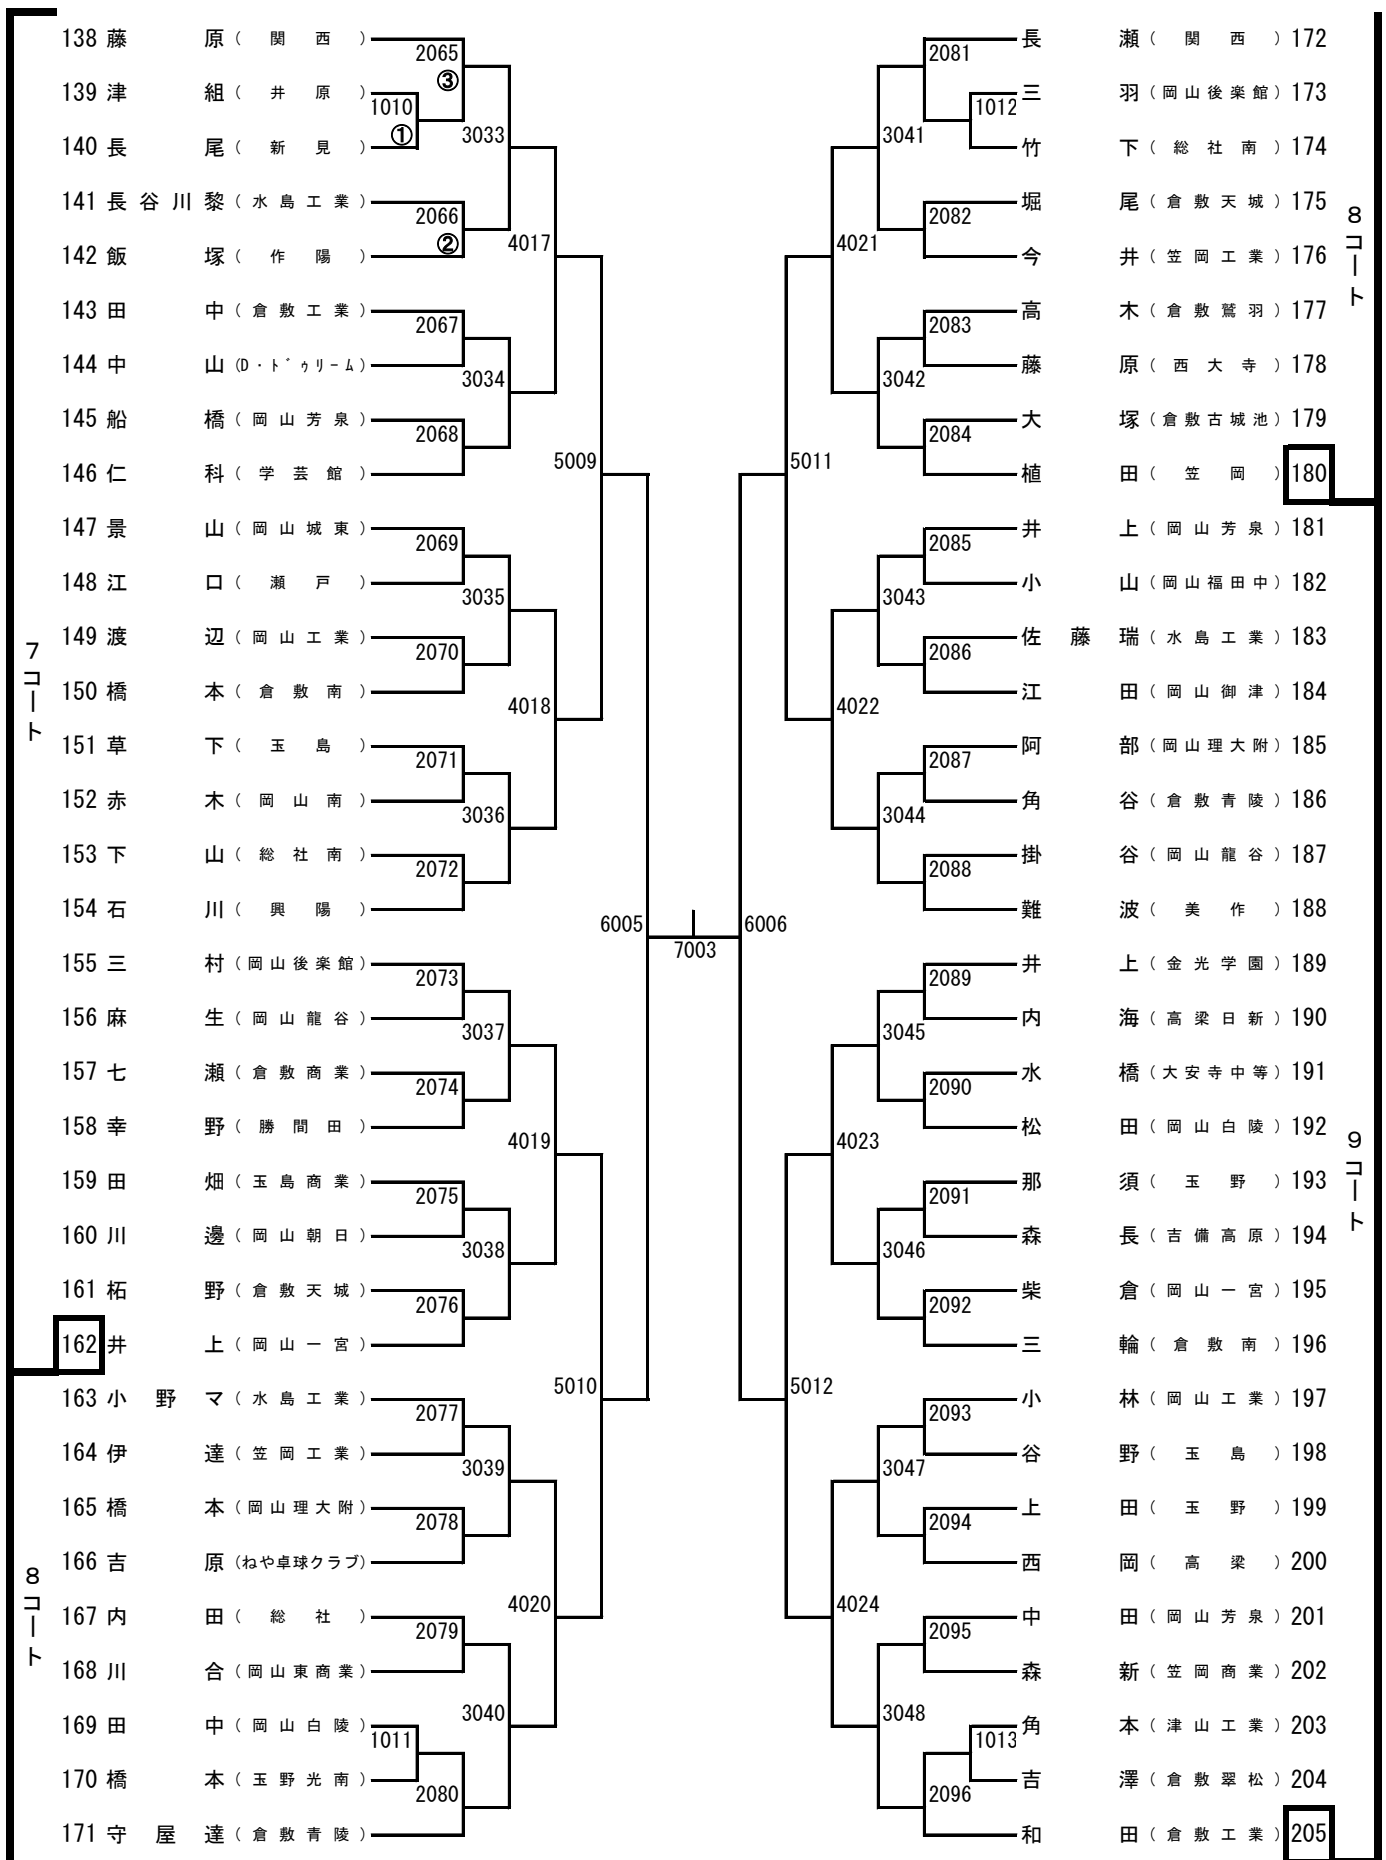 138 藤原 (関西)
2065
③
139 津組 (井原)
1010
①
3033
140 長尾 (新見)
141 長谷川黎 (水島工業)
2066
②
4017
142 飯塚 (作陽)
143 田中 (倉敷工業)
2067
144 中山 (D・ドゥリーム)
3034
145 船橋 (岡山芳泉)
2068
5009
146 仁科 (学芸館)
147 景山 (岡山城東)
2069
148 江口 (瀬戸)
3035
149 渡辺 (岡山工業)
2070
7コート
150 橋本 (倉敷南)
4018
151 草下 (玉島)
2071
152 赤木 (岡山南)
3036
153 下山 (総社南)
2072
154 石川 (興陽)
6005
155 三村 (岡山後楽館)
2073
156 麻生 (岡山龍谷)
3037
157 七瀬 (倉敷商業)
2074
158 幸野 (勝間田)
4019
159 田畑 (玉島商業)
2075
160 川邊 (岡山朝日)
3038
161 柘野 (倉敷天城)
2076
162 井上 (岡山一宮)
5010
163 小野マ (水島工業)
2077
164 伊達 (笠岡工業)
3039
165 橋本 (岡山理大附)
2078
166 吉原 (ねや卓球クラブ)
8コート
167 内田 (総社)
2079
4020
168 川合 (岡山東商業)
3040
169 田中 (岡山白陵)
1011
170 橋本 (玉野光南)
2080
171 守屋達 (倉敷青陵)
7003
長瀬 (関西) 172
2081
三羽 (岡山後楽館) 173
1012
3041
竹下 (総社南) 174
堀尾 (倉敷天城) 175
2082
8コート
4021
今井 (笠岡工業) 176
高木 (倉敷鷲羽) 177
2083
藤原 (西大寺) 178
3042
大塚 (倉敷古城池) 179
2084
5011
植田 (笠岡) 180
井上 (岡山芳泉) 181
2085
小山 (岡山福田中) 182
3043
佐藤瑞 (水島工業) 183
2086
江田 (岡山御津) 184
4022
阿部 (岡山理大附) 185
2087
角谷 (倉敷青陵) 186
3044
掛谷 (岡山龍谷) 187
2088
難波 (美作) 188
6006
井上 (金光学園) 189
2089
内海 (高梁日新) 190
3045
水橋 (大安寺中等) 191
2090
松田 (岡山白陵) 192
4023
9コート
那須 (玉野) 193
2091
森長 (吉備高原) 194
3046
柴倉 (岡山一宮) 195
2092
三輪 (倉敷南) 196
5012
小林 (岡山工業) 197
2093
谷野 (玉島) 198
3047
上田 (玉野) 199
2094
西岡 (高梁) 200
4024
中田 (岡山芳泉) 201
2095
森新 (笠岡商業) 202
3048
角本 (津山工業) 203
1013
吉澤 (倉敷翠松) 204
2096
和田 (倉敷工業) 205